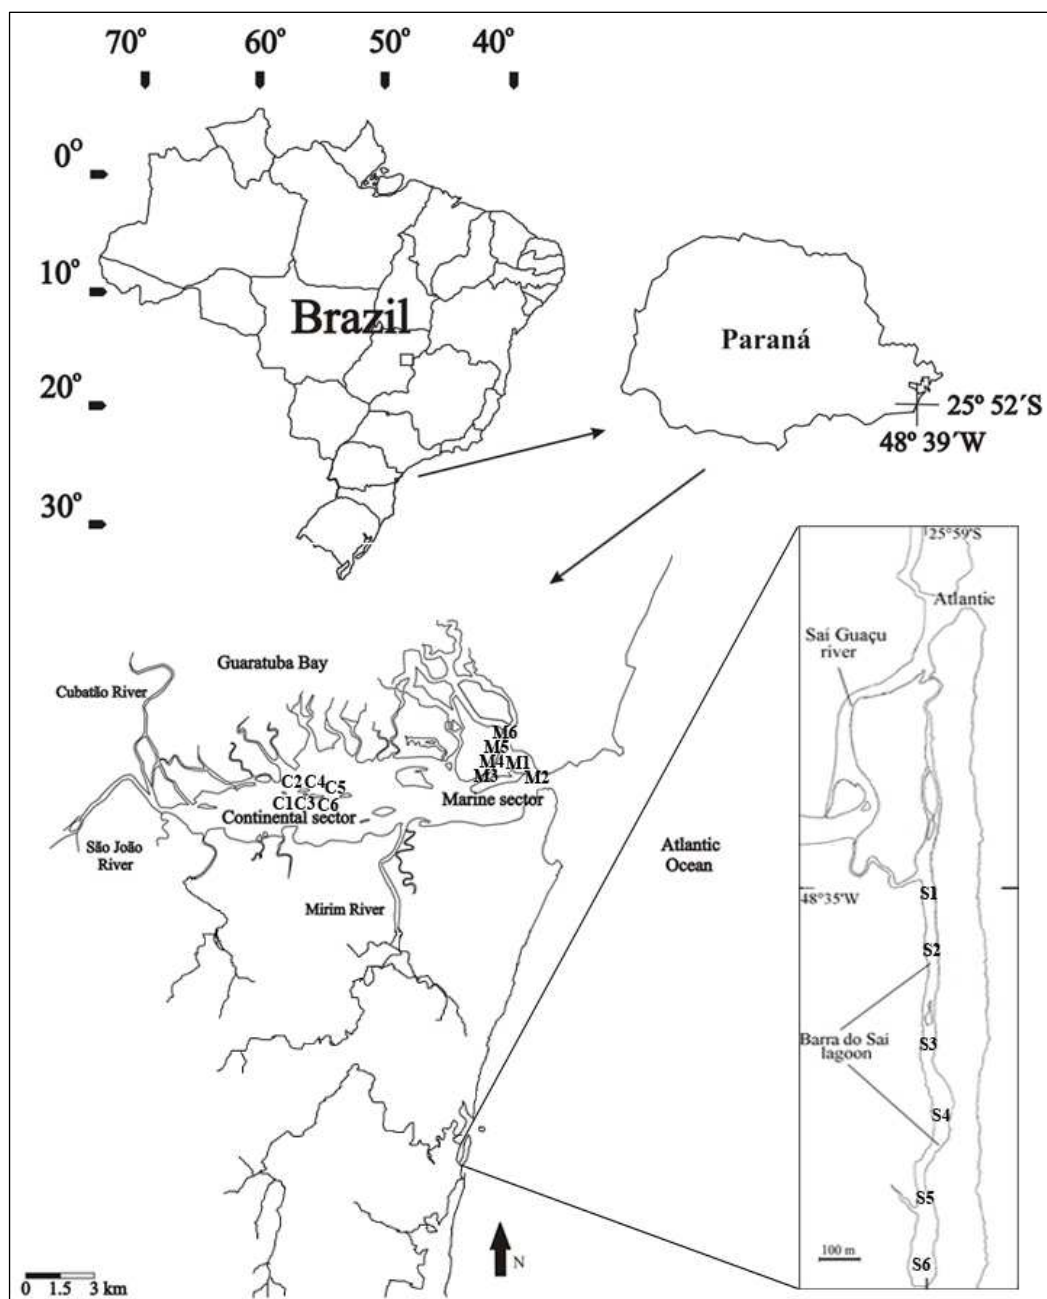 70º 60º 50º 40º
0º
10º
Brazil
20º
30º
Paraná
25º 52´S
48º 39´W
25°59'S
Atlantic
Saí Guaçu
river
48°35'W
S1
S2
Barra do Saí
lagoon
S3
S4
S5
S6
100 m
Guaratuba Bay
Cubatão River
M6
M5
M4 M1
M3 M2
Marine sector
C2 C4 C5
C1 C3 C6
Continental sector
São João
River
Mirim River
Atlantic
Ocean
N
0 1.5 3 km